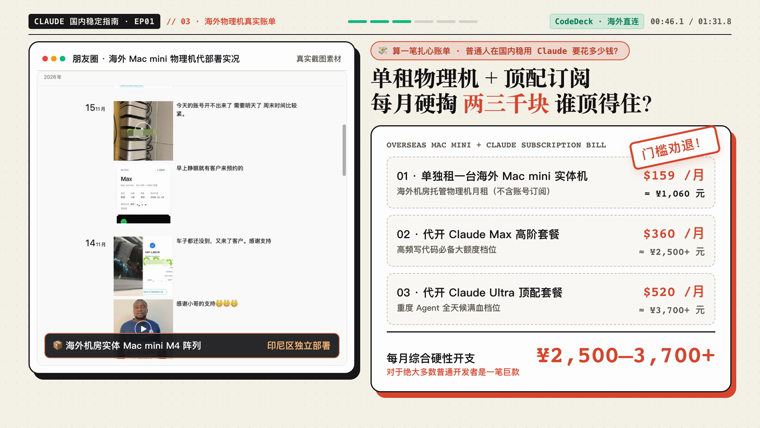 CLAUDE 国内稳定指南 · EP01
// 03 · 海外物理机真实账单
CodeDeck · 海外直连
00:46.1 / 01:31.8
朋友圈 · 海外 Mac mini 物理机代部署实况
真实截图素材
2026年
15 11月
今天的账号开不出来了 需要明天了 周末时间比较
紧、
早上睁眼就有客户来预约的
Max
14 11月
车子都还没到，又来了客户，感谢支持
感谢小哥的支持😄😄😄
📦 海外机房实体 Mac mini M4 阵列
印尼区独立部署
💸 算一笔扎心账单 · 普通人在国内稳用 Claude 要花多少钱？
单租物理机 + 顶配订阅
每月硬掏 两三千块 谁顶得住？
OVERSEAS MAC MINI + CLAUDE SUBSCRIPTION BILL
门槛劝退！
01 · 单独租一台海外 Mac mini 实体机
$159 /月
海外机房托管物理机月租（不含账号订阅）
≈ ¥1,060 元
02 · 代开 Claude Max 高阶套餐
$360 /月
高频写代码必备大额度档位
≈ ¥2,500+ 元
03 · 代开 Claude Ultra 顶配套餐
$520 /月
重度 Agent 全天候满血档位
≈ ¥3,700+ 元
每月综合硬性开支
¥2,500—3,700+
对于绝大多数普通开发者是一笔巨款